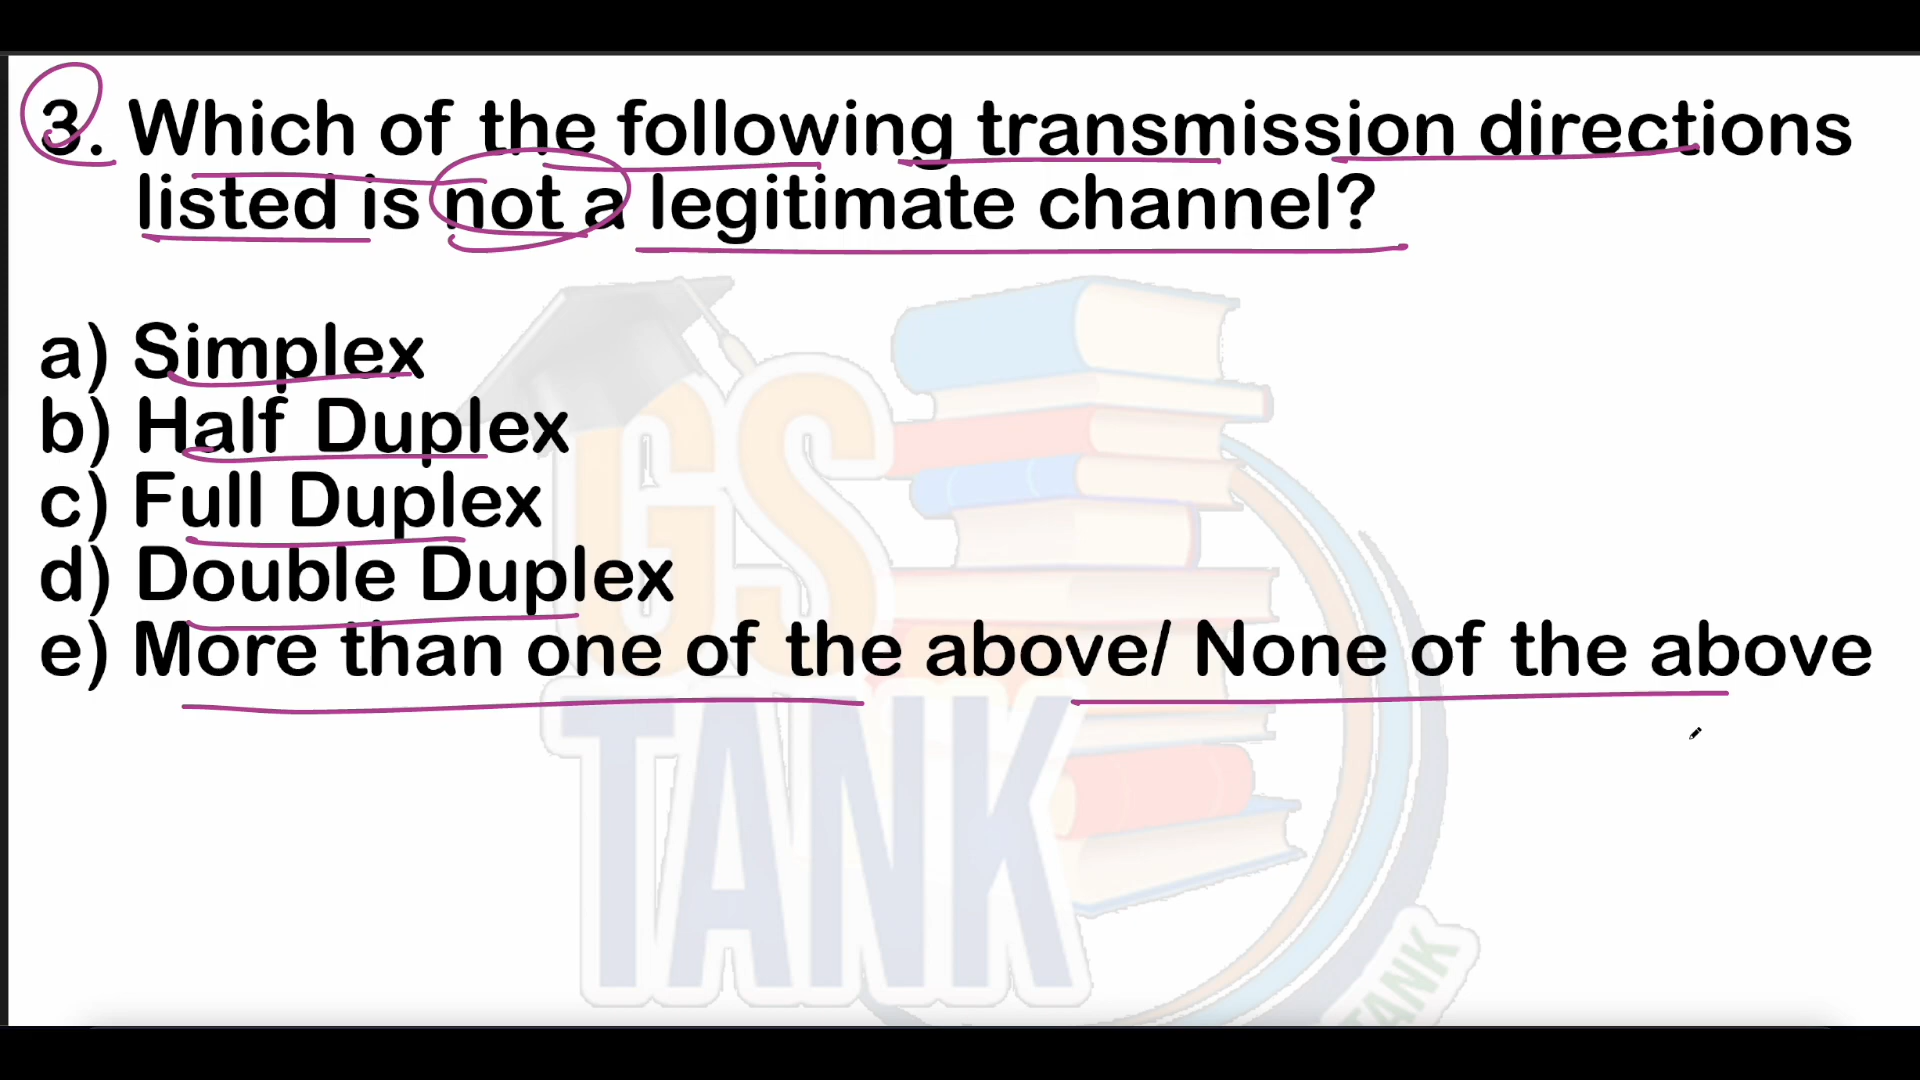 3. Which of the following transmission directions
listed is not a legitimate channel?
a) Simplex
b) Half Duplex
c) Full Duplex
d) Double Duplex
e) More than one of the above/ None of the above
GS
TANK
TANK